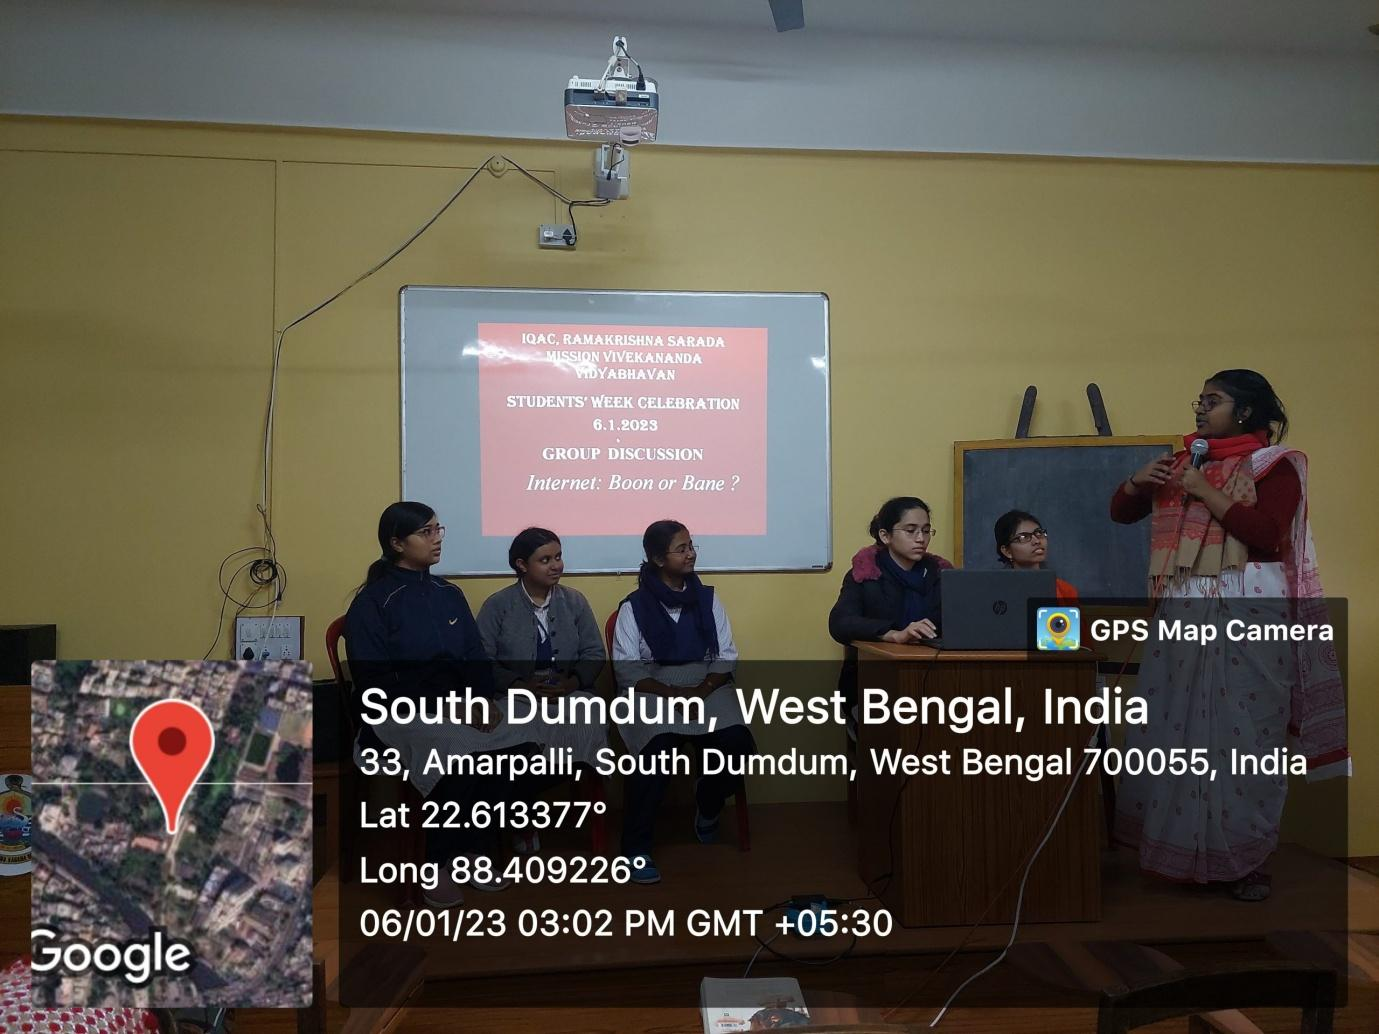 IQAC, RAMAKRISHNA SARADA
MISSION VIVEKANANDA
VIDYABHAVAN
STUDENTS' WEEK CELEBRATION
6.1.2023
GROUP DISCUSSION
Internet: Boon or Bane ?
hp
GPS Map Camera
South Dumdum, West Bengal, India
33, Amarpalli, South Dumdum, West Bengal 700055, India
Lat 22.613377°
Long 88.409226°
06/01/23 03:02 PM GMT +05:30
Google